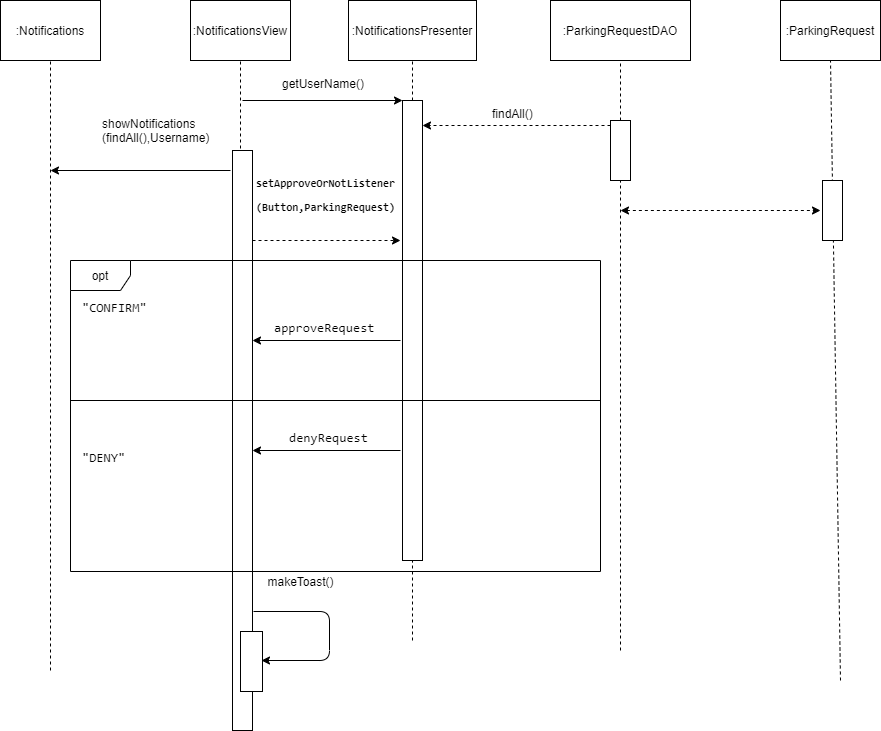 :Notifications
:NotificationsView
:NotificationsPresenter
:ParkingRequestDAO
:ParkingRequest
getUserName()
findAll()
showNotifications
(findAll(),Username)
setApproveOrNotListener
(Button,ParkingRequest)
opt
"CONFIRM"
approveRequest
denyRequest
"DENY"
makeToast()